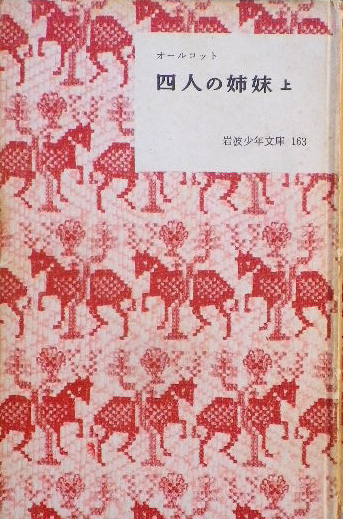 オールコット
四人の姉妹 上
岩波少年文庫 163